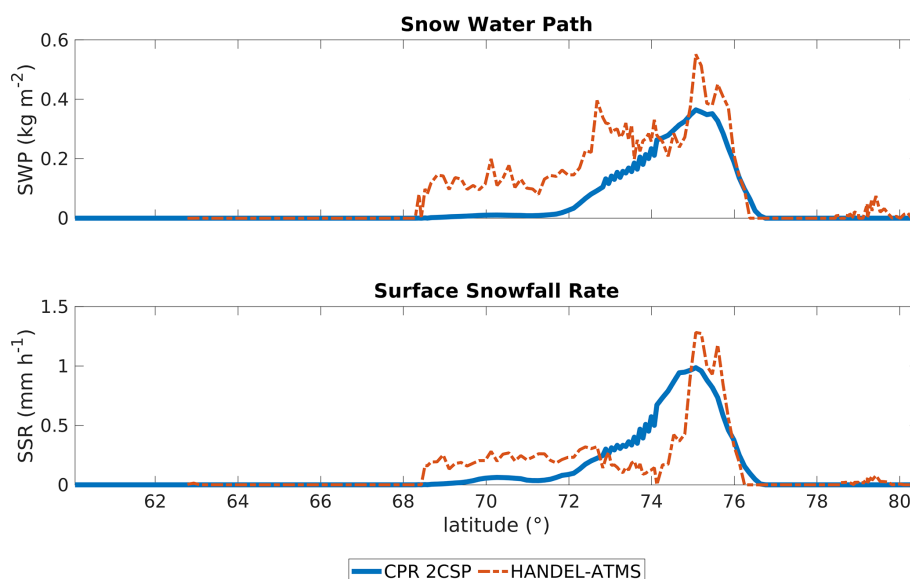 Snow Water Path
SWP (kg m-2)
0.6
0.4
0.2
0
Surface Snowfall Rate
SSR (mm h-1)
1.5
1
0.5
0
62 64 66 68 70 72 74 76 78 80
latitude (°)
CPR 2CSP HANDEL-ATMS